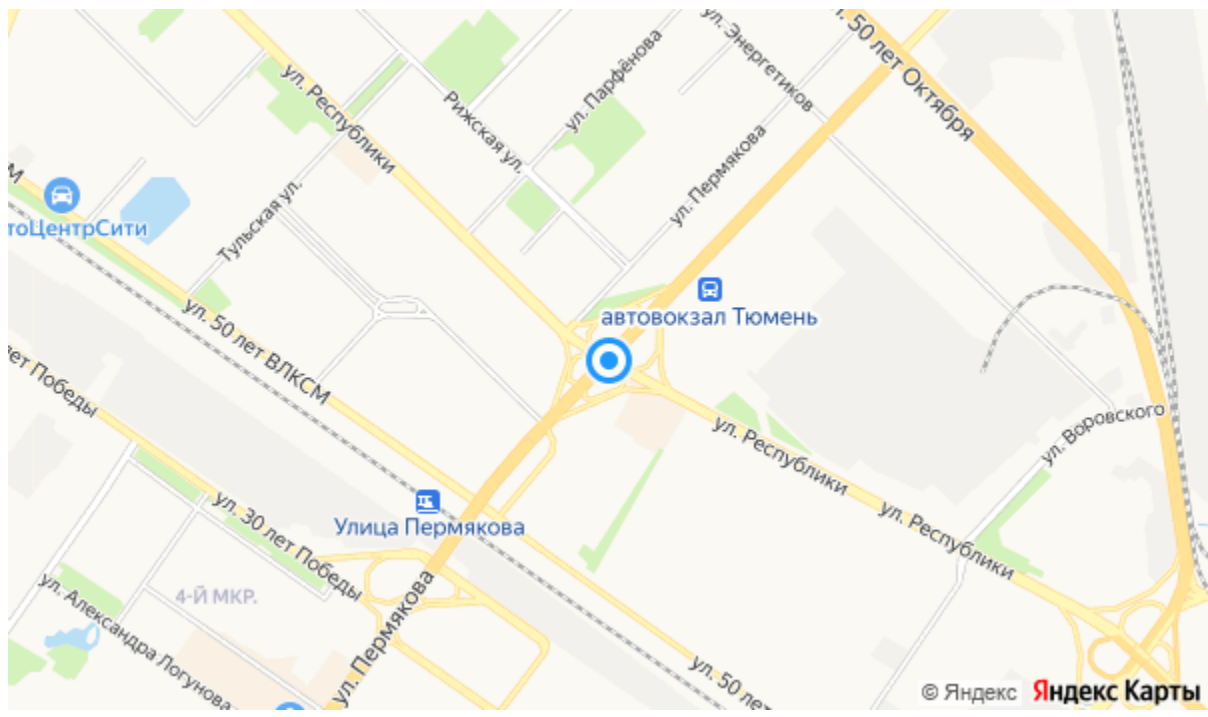 ул. Энергетиков
ул. 50 лет Октября
ул. Парфёнова
ул. Республики
Рижская ул.
ул. Пермякова
М
тоЦентрСити
Тульская ул.
автовокзал Тюмень
ул. 50 лет ВЛКСМ
лет Победы
ул. Воровского
ул. Республики
Улица Пермякова
ул. 30 лет Победы
ул. Республики
4-Й МКР.
ул. Александра Логунова
ул. Пермякова
ул. 50 лет
© Яндекс Яндекс Карты